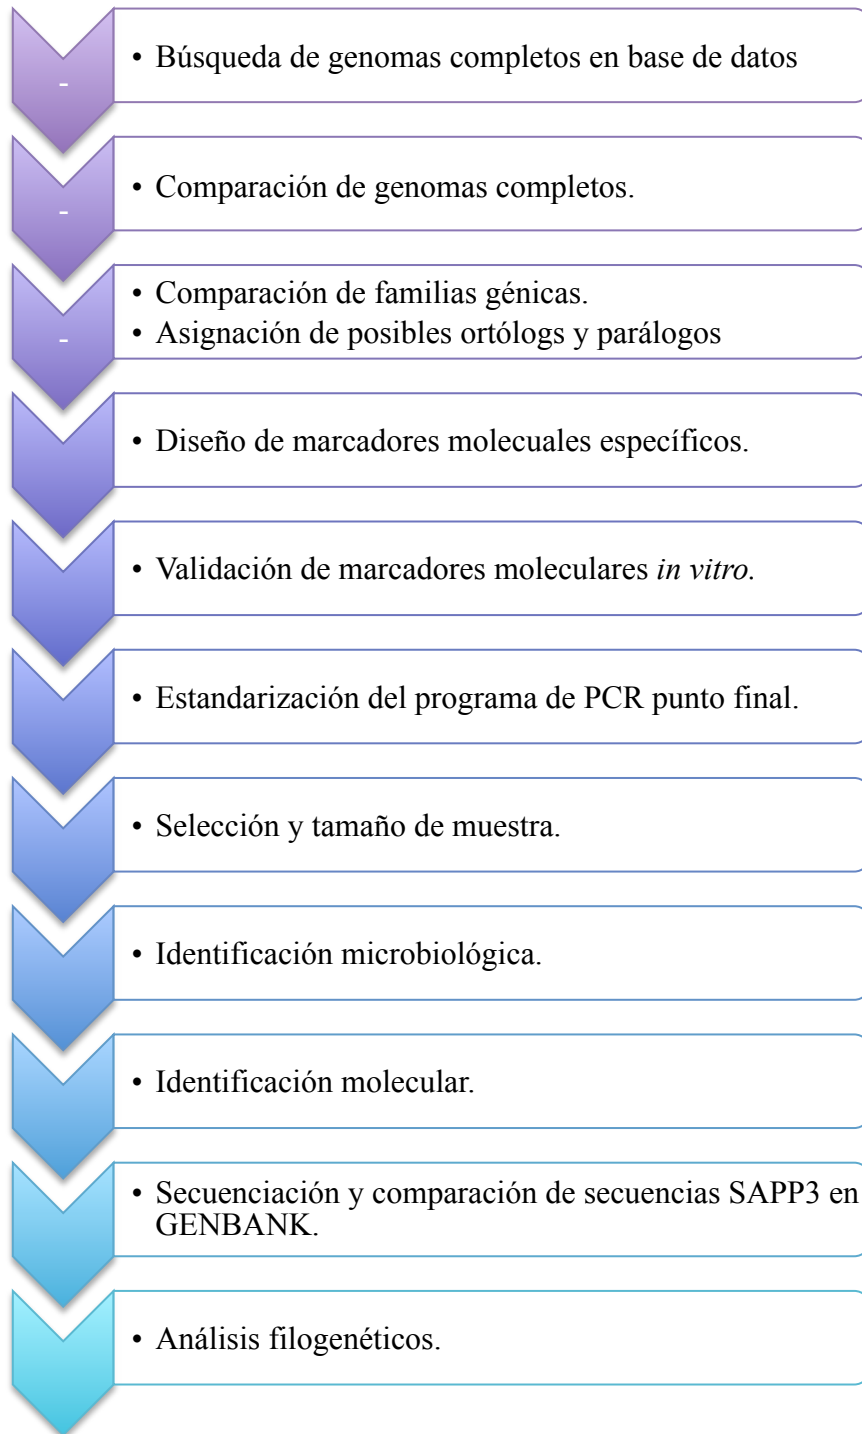 -
• Búsqueda de genomas completos en base de datos
-
• Comparación de genomas completos.
-
• Comparación de familias génicas.
• Asignación de posibles ortólogs y parálogos
• Diseño de marcadores molecuales específicos.
• Validación de marcadores moleculares in vitro.
• Estandarización del programa de PCR punto final.
• Selección y tamaño de muestra.
• Identificación microbiológica.
• Identificación molecular.
• Secuenciación y comparación de secuencias SAPP3 en
GENBANK.
• Análisis filogenéticos.